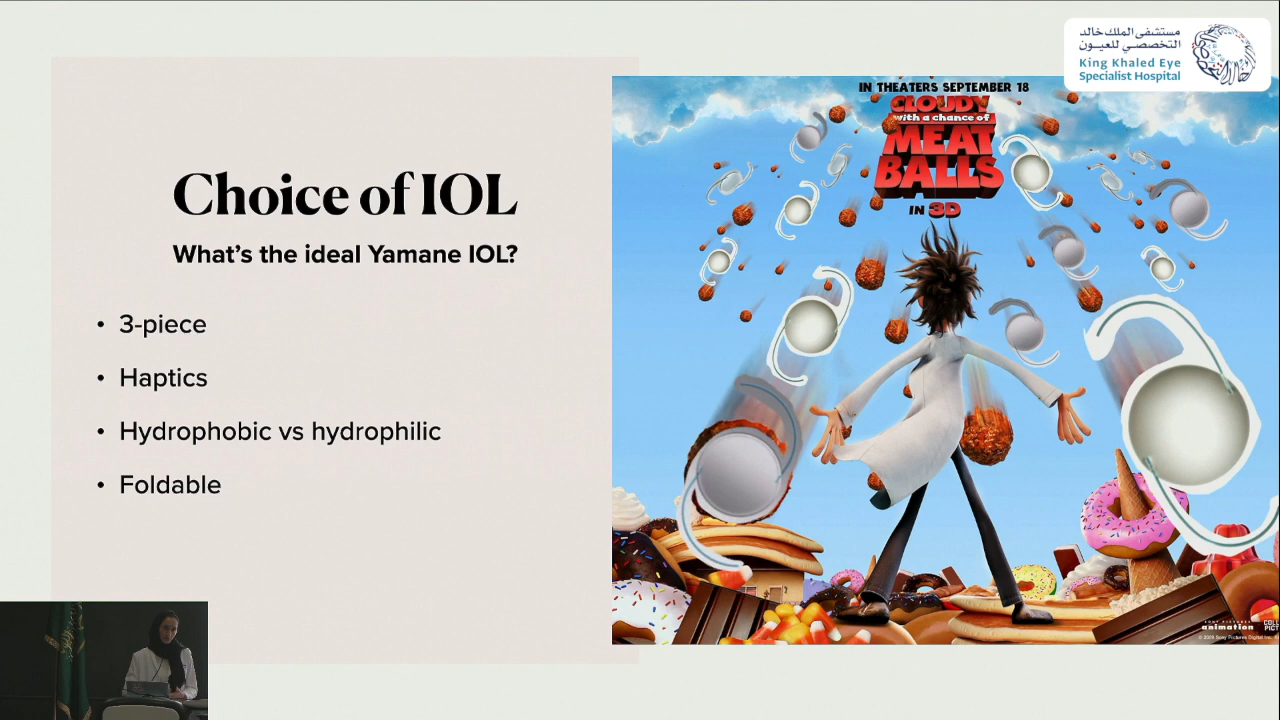 مستشفى الملك خالد
التخصصي للعيون
King Khaled Eye
Specialist Hospital
Choice of IOL
What's the ideal Yamane IOL?
• 3-piece
• Haptics
• Hydrophobic vs hydrophilic
• Foldable
IN THEATERS SEPTEMBER 18
CLOUDY
with a chance of
MEAT
BALLS
IN 3D
SONY PICTURES
animation